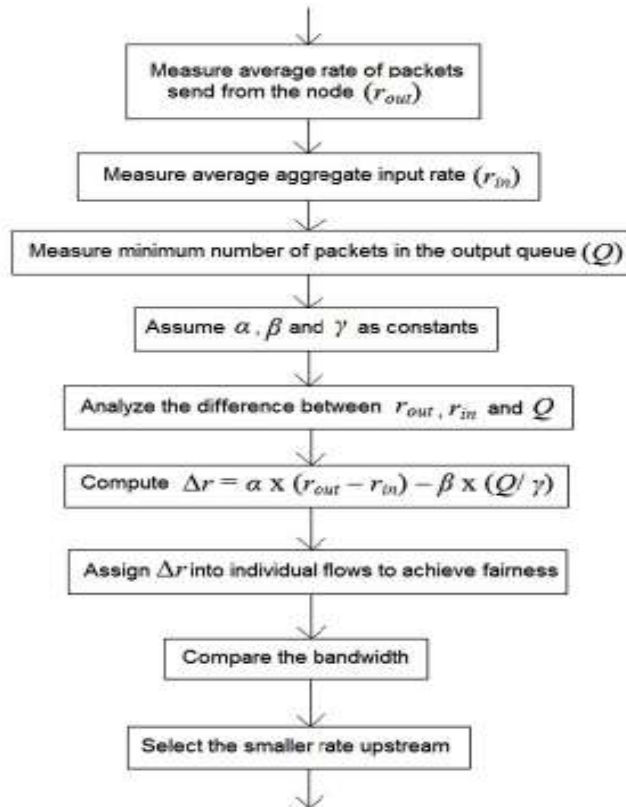 Measure average rate of packets
send from the node (r_out)
Measure average aggregate input rate (r_in)
Measure minimum number of packets in the output queue (Q)
Assume α, β and γ as constants
Analyze the difference between r_out, r_in and Q
Compute Δr = α x (r_out − r_in) − β x (Q/ γ)
Assign Δr into individual flows to achieve fairness
Compare the bandwidth
Select the smaller rate upstream